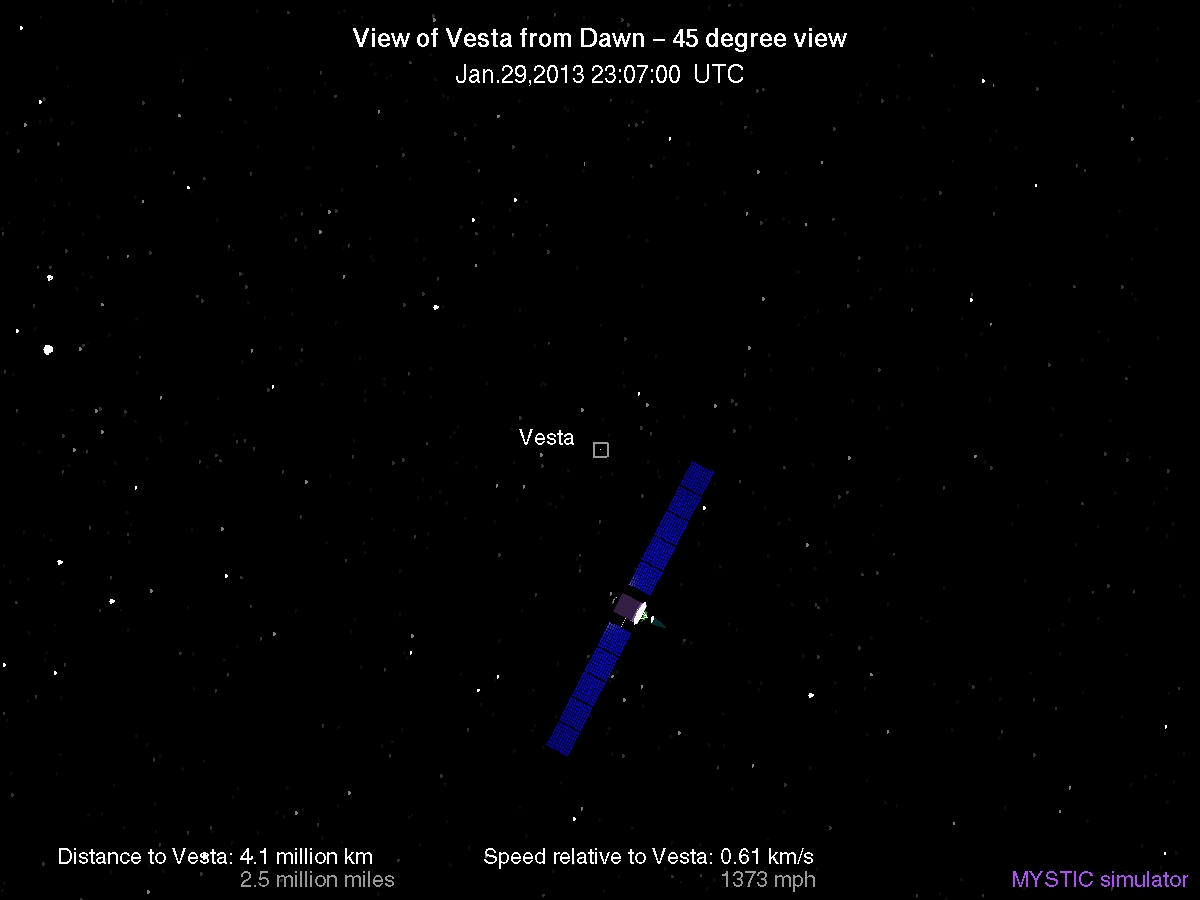 View of Vesta from Dawn – 45 degree view
Jan.29,2013 23:07:00 UTC
Vesta
Distance to Vesta: 4.1 million km
2.5 million miles
Speed relative to Vesta: 0.61 km/s
1373 mph
MYSTIC simulator